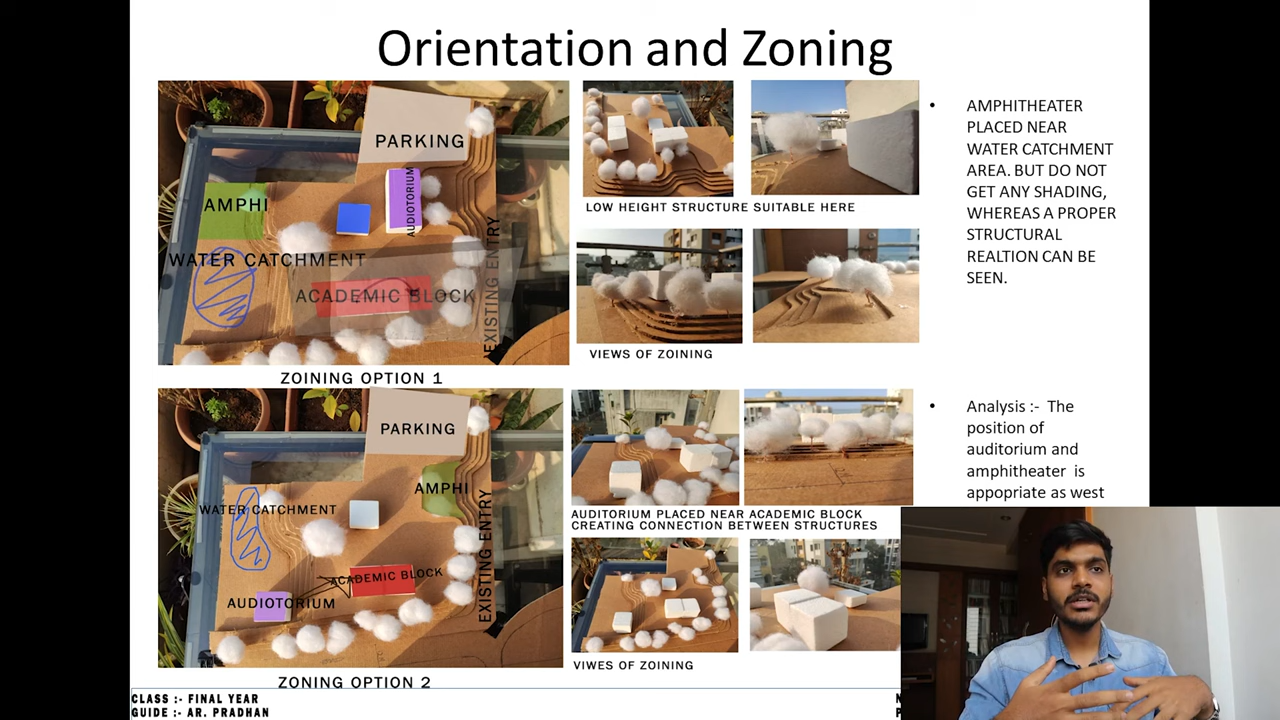 Orientation and Zoning
PARKING
AUDIOTORIUM
AMPHI
WATER CATCHMENT
ACADEMIC BLOCK
EXISTING ENTRY
ZOINING OPTION 1
LOW HEIGHT STRUCTURE SUITABLE HERE
VIEWS OF ZOINING
• AMPHITHEATER
PLACED NEAR
WATER CATCHMENT
AREA. BUT DO NOT
GET ANY SHADING,
WHEREAS A PROPER
STRUCTURAL
REALTION CAN BE
SEEN.
PARKING
AMPHI
WATER CATCHMENT
ACADEMIC BLOCK
AUDIOTORIUM
EXISTING ENTRY
ZONING OPTION 2
AUDITORIUM PLACED NEAR ACADEMIC BLOCK
CREATING CONNECTION BETWEEN STRUCTURES
VIWES OF ZOINING
• Analysis :- The
position of
auditorium and
amphitheater is
appopriate as west
CLASS :- FINAL YEAR
GUIDE :- AR. PRADHAN